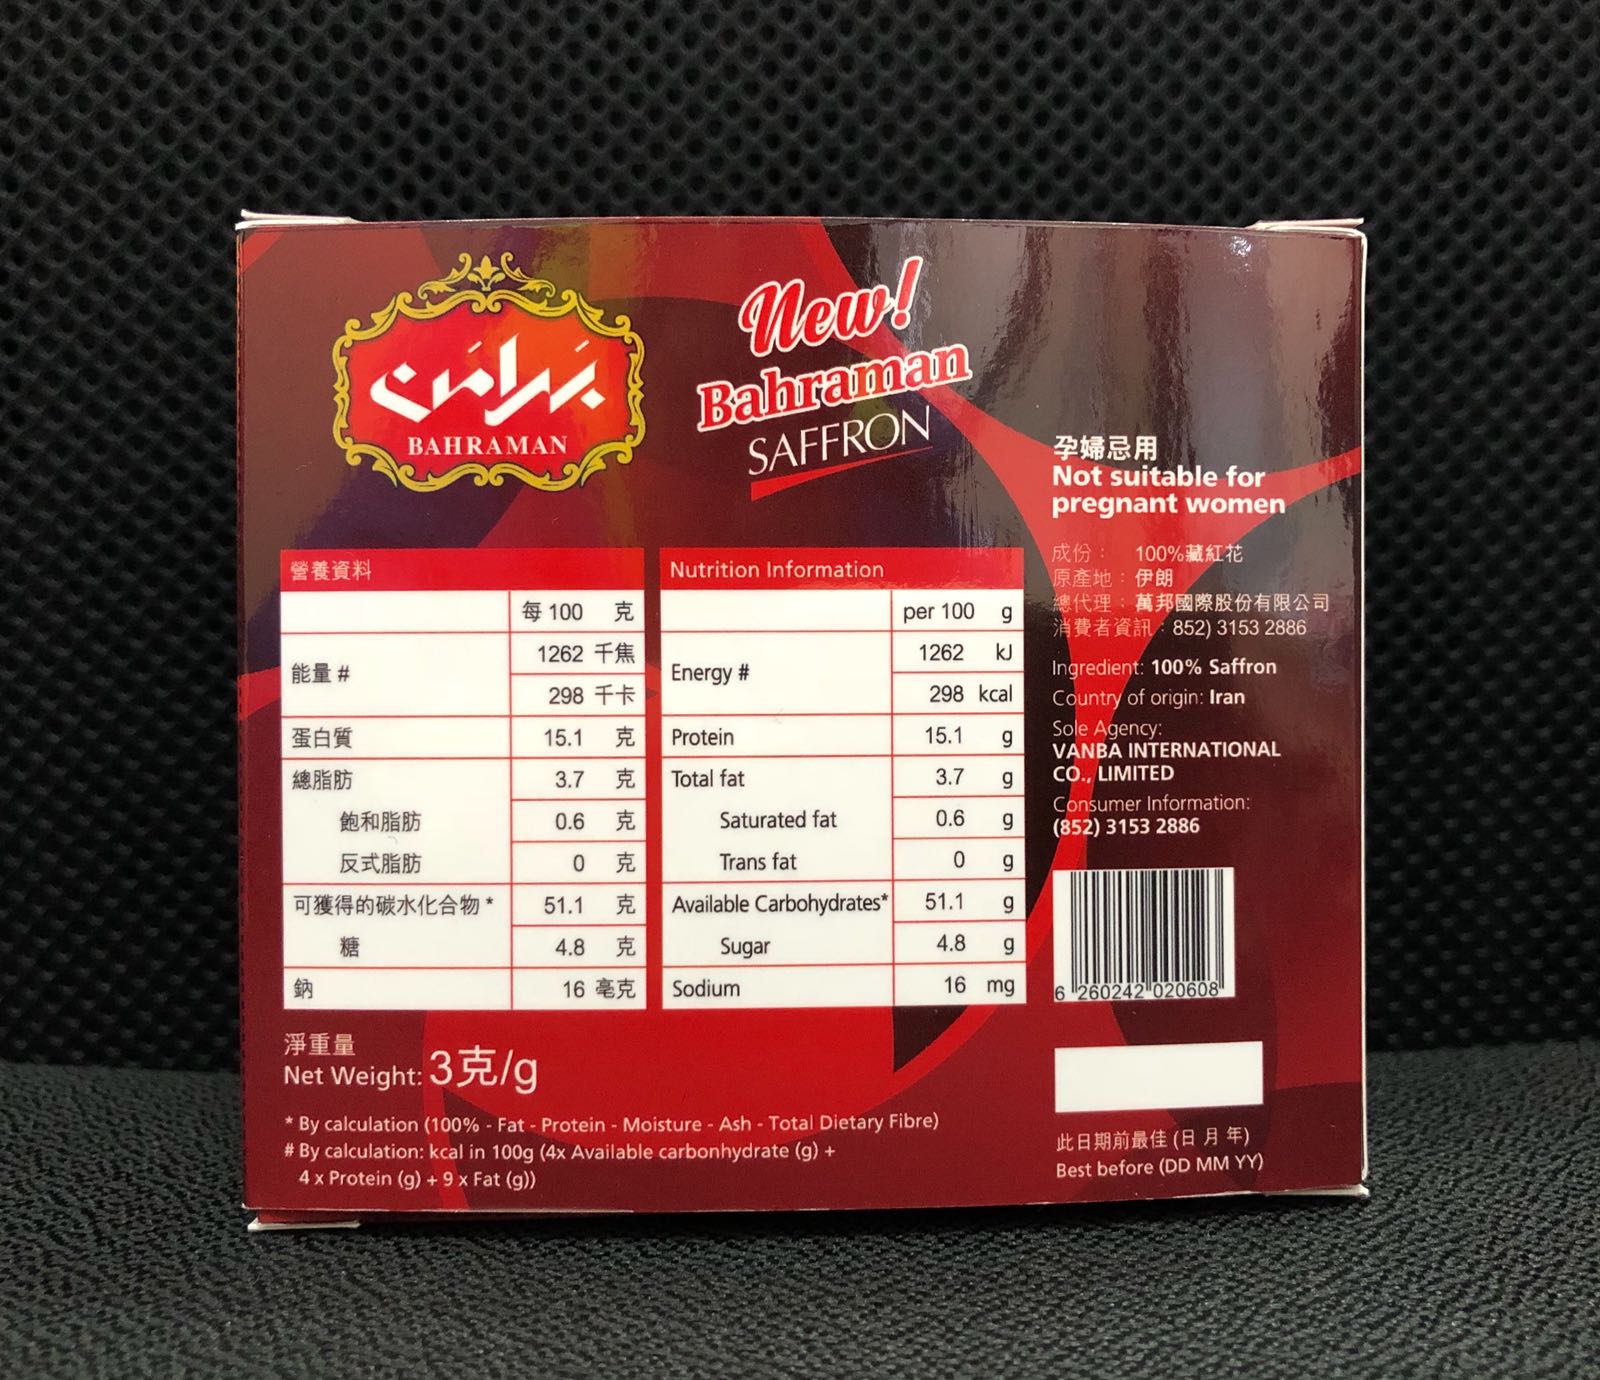 بهرامن
BAHRAMAN
New!
Bahraman
SAFFRON
孕婦忌用
Not suitable for
pregnant women
營養資料
每 100 克
能量 # 1262 千焦
298 千卡
蛋白質 15.1 克
總脂肪 3.7 克
飽和脂肪 0.6 克
反式脂肪 0 克
可獲得的碳水化合物 * 51.1 克
糖 4.8 克
鈉 16 毫克
Nutrition Information
per 100 g
Energy # 1262 kJ
298 kcal
Protein 15.1 g
Total fat 3.7 g
Saturated fat 0.6 g
Trans fat 0 g
Available Carbohydrates* 51.1 g
Sugar 4.8 g
Sodium 16 mg
成份： 100%藏紅花
原產地：伊朗
總代理：萬邦國際股份有限公司
消費者資訊：852) 3153 2886
Ingredient: 100% Saffron
Country of origin: Iran
Sole Agency:
VANBA INTERNATIONAL
CO., LIMITED
Consumer Information:
(852) 3153 2886
6 260242 020608
淨重量
Net Weight: 3克/g
* By calculation (100% - Fat - Protein - Moisture - Ash - Total Dietary Fibre)
# By calculation: kcal in 100g (4x Available carbonhydrate (g) +
4 x Protein (g) + 9 x Fat (g))
此日期前最佳 (日 月 年)
Best before (DD MM YY)